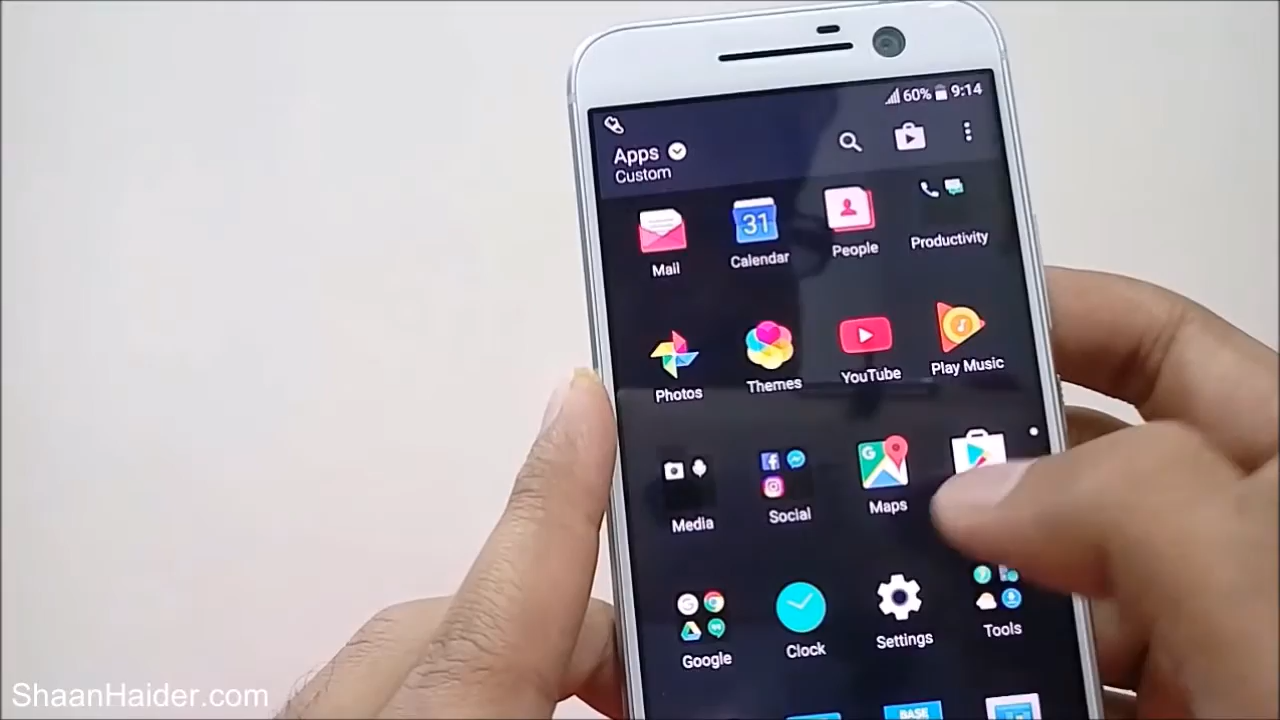 60% 9:14
Apps
Custom
31
Mail Calendar People Productivity
Photos Themes YouTube Play Music
G
Media Social Maps
Google Clock Settings Tools
BASE
ShaanHaider.com